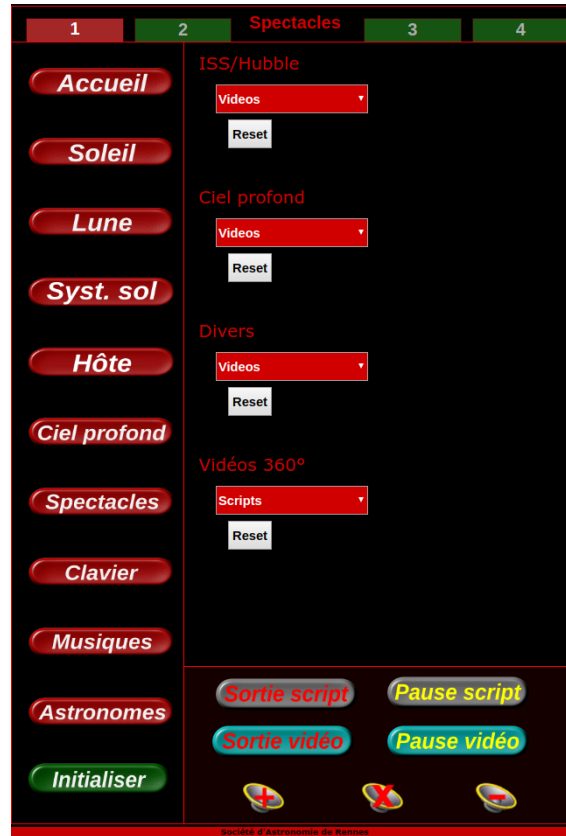 1
2
Spectacles
3
4
Accueil
Soleil
Lune
Syst. sol
Hôte
Ciel profond
Spectacles
Clavier
Musiques
Astronomes
Initialiser
ISS/Hubble
Videos
Reset
Ciel profond
Videos
Reset
Divers
Videos
Reset
Vidéos 360°
Scripts
Reset
Sortie script
Pause script
Sortie vidéo
Pause vidéo
+
X
-
Société d'Astronomie de Rennes